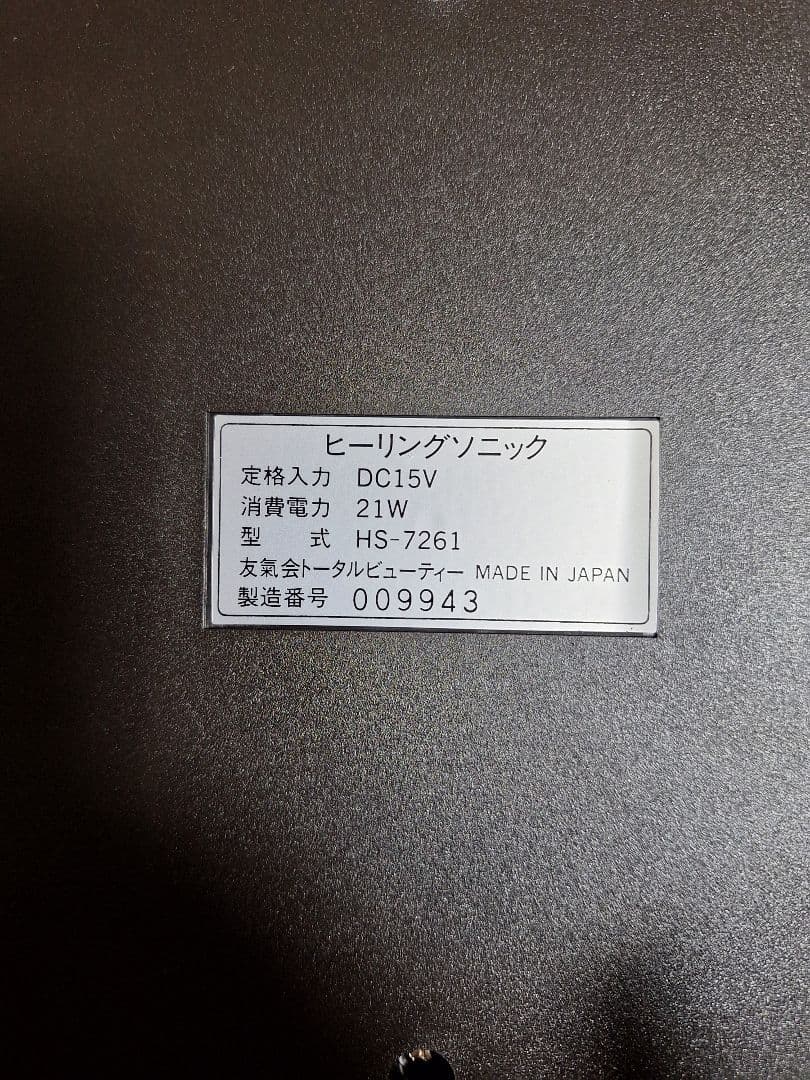 ヒーリングソニック
定格入力 DC15V
消費電力 21W
型 式 HS-7261
友氣会トータルビューティー MADE IN JAPAN
製造番号 009943